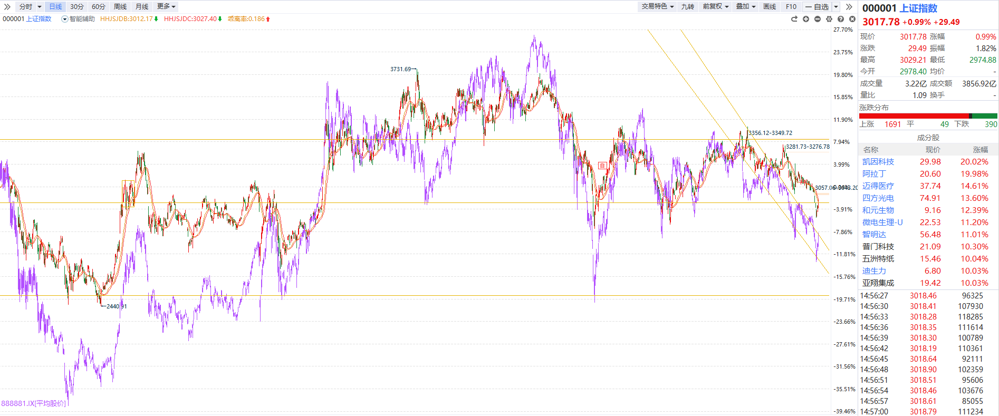 分时 日线 30分 60分 周线 月线 更多 交易特色 九转 前复权 叠加 画线 F10 一自选
000001 上证指数 智能辅助 HHJSJDB:3012.17 HHJSJDC:3027.40 乖离率:0.186
27.70%
23.75%
3731.69
19.80%
15.85%
11.90%
3356.12-3349.72
7.94%
3281.73-3276.78
自
3.99%
-3.91%
-7.86%
-11.81%
-15.76%
-19.71%
2440.91
-23.66%
-27.61%
-31.56%
-35.51%
888881.IX[平均股价]
-39.46%
000001 上证指数
3017.78 +0.99% +29.49
现价 3017.78 涨幅 0.99%
涨跌 29.49 振幅 1.82%
最高 3029.21 最低 2974.88
今开 2978.40 均价 -
成交量 3.22亿 成交额 3856.92亿
量比 1.09 换手 -
涨跌分布
上涨 1691 平 49 下跌 390
成分股
名称 现价 涨幅
凯因科技 29.98 20.02%
阿拉丁 20.60 19.98%
迈得医疗 37.74 14.61%
四方光电 74.91 13.60%
和元生物 9.16 12.39%
微电生理-U 22.53 11.20%
智明达 56.48 11.01%
普门科技 21.09 10.30%
五洲特纸 15.46 10.04%
迪生力 6.80 10.03%
亚翔集成 19.42 10.03%
14:56:27 3018.46 96325
14:56:30 3018.41 107930
14:56:33 3018.28 118285
14:56:36 3018.35 111614
14:56:39 3018.30 100789
14:56:42 3018.19 110361
14:56:45 3018.64 92111
14:56:48 3018.90 102359
14:56:51 3018.51 95606
14:56:54 3018.46 103676
14:56:57 3018.61 85055
14:57:00 3018.79 111234